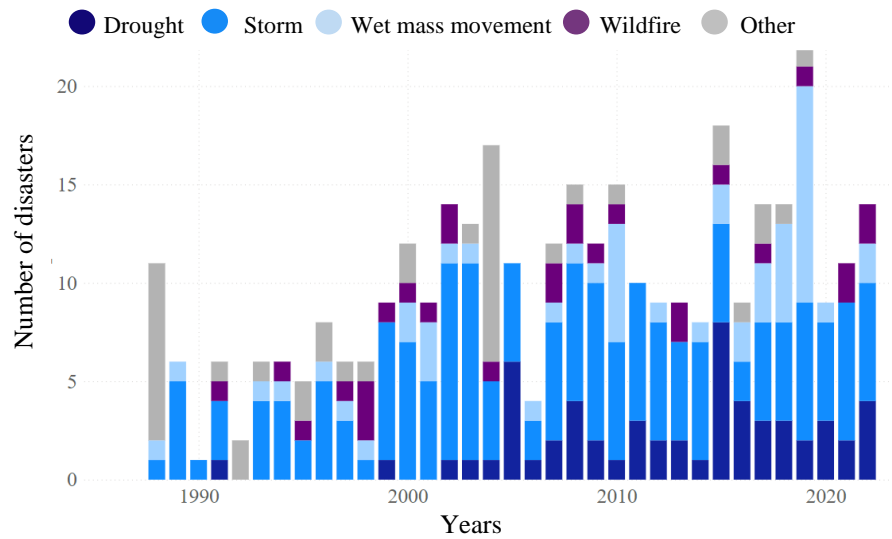 Drought Storm Wet mass movement Wildfire Other
20
15
10
5
0
Number of disasters
1990 2000 2010 2020
Years